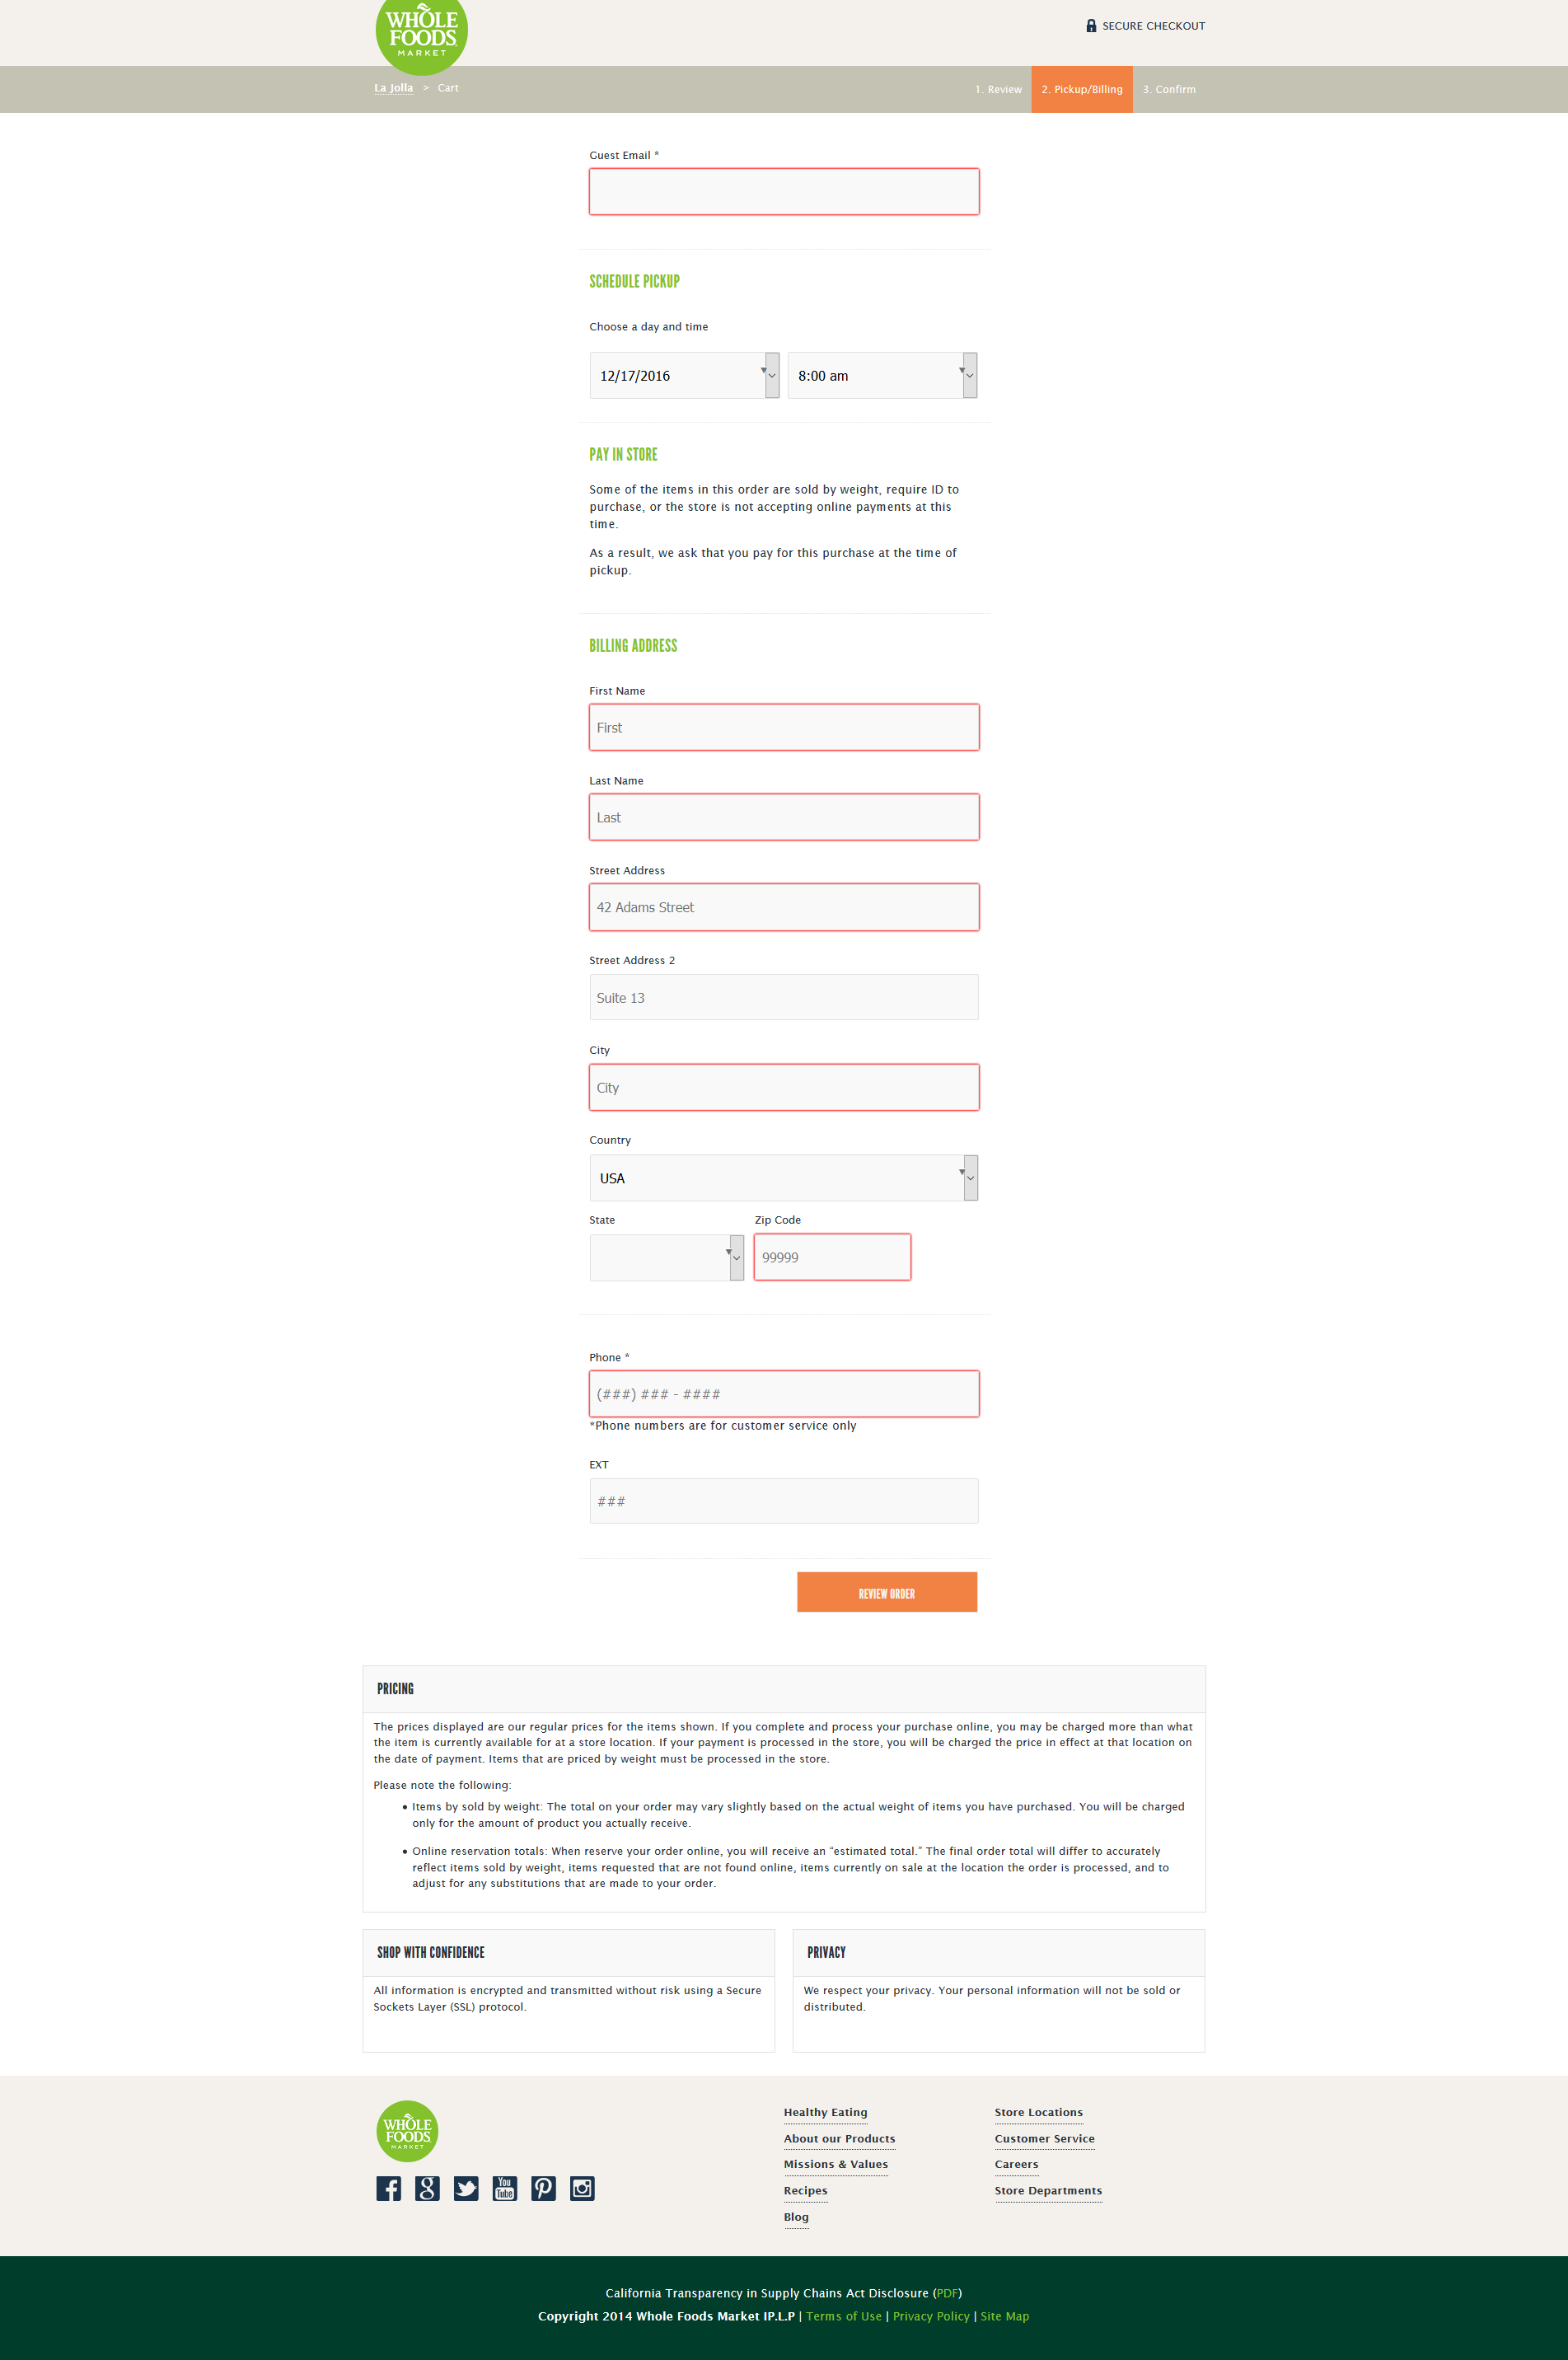 WHOLE
FOODS
MARKET
SECURE CHECKOUT
La Jolla > Cart
1. Review 2. Pickup/Billing 3. Confirm
Guest Email *
SCHEDULE PICKUP
Choose a day and time
12/17/2016 8:00 am
PAY IN STORE
Some of the items in this order are sold by weight, require ID to
purchase, or the store is not accepting online payments at this
time.
As a result, we ask that you pay for this purchase at the time of
pickup.
BILLING ADDRESS
First Name
First
Last Name
Last
Street Address
42 Adams Street
Street Address 2
Suite 13
City
City
Country
USA
State Zip Code
99999
Phone *
(###) ### - ####
*Phone numbers are for customer service only
EXT
###
REVIEW ORDER
PRICING
The prices displayed are our regular prices for the items shown. If you complete and process your purchase online, you may be charged more than what
the item is currently available for at a store location. If your payment is processed in the store, you will be charged the price in effect at that location on
the date of payment. Items that are priced by weight must be processed in the store.
Please note the following:
• Items by sold by weight: The total on your order may vary slightly based on the actual weight of items you have purchased. You will be charged
only for the amount of product you actually receive.
• Online reservation totals: When reserve your order online, you will receive an “estimated total.” The final order total will differ to accurately
reflect items sold by weight, items requested that are not found online, items currently on sale at the location the order is processed, and to
adjust for any substitutions that are made to your order.
SHOP WITH CONFIDENCE
All information is encrypted and transmitted without risk using a Secure
Sockets Layer (SSL) protocol.
PRIVACY
We respect your privacy. Your personal information will not be sold or
distributed.
WHOLE
FOODS
MARKET
You
Tube
Healthy Eating
About our Products
Missions & Values
Recipes
Blog
Store Locations
Customer Service
Careers
Store Departments
California Transparency in Supply Chains Act Disclosure (PDF)
Copyright 2014 Whole Foods Market IP.L.P | Terms of Use | Privacy Policy | Site Map